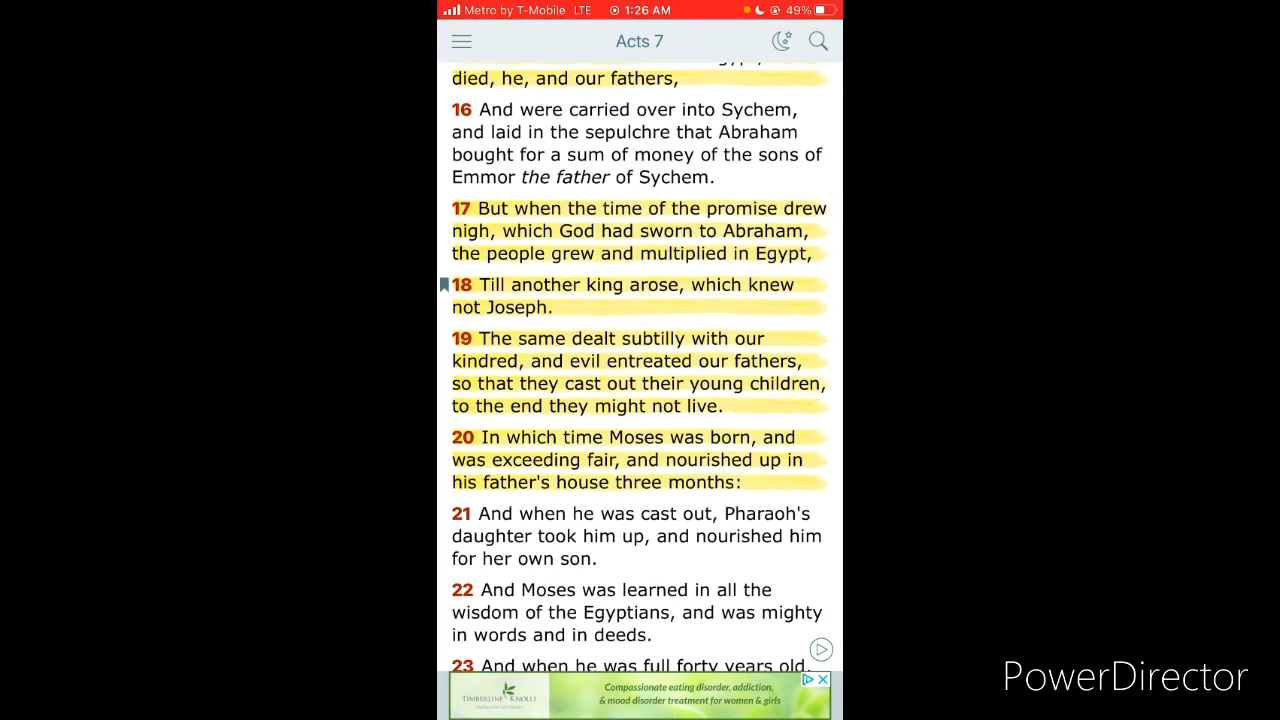 Metro by T-Mobile LTE 1:26 AM 49%
Acts 7
died, he, and our fathers,
16 And were carried over into Sychem,
and laid in the sepulchre that Abraham
bought for a sum of money of the sons of
Emmor the father of Sychem.
17 But when the time of the promise drew
nigh, which God had sworn to Abraham,
the people grew and multiplied in Egypt,
18 Till another king arose, which knew
not Joseph.
19 The same dealt subtilly with our
kindred, and evil entreated our fathers,
so that they cast out their young children,
to the end they might not live.
20 In which time Moses was born, and
was exceeding fair, and nourished up in
his father's house three months:
21 And when he was cast out, Pharaoh's
daughter took him up, and nourished him
for her own son.
22 And Moses was learned in all the
wisdom of the Egyptians, and was mighty
in words and in deeds.
23 And when he was full forty years old,
TIMBERLINE KNOLLS
Compassionate eating disorder, addiction,
& mood disorder treatment for women & girls
PowerDirector